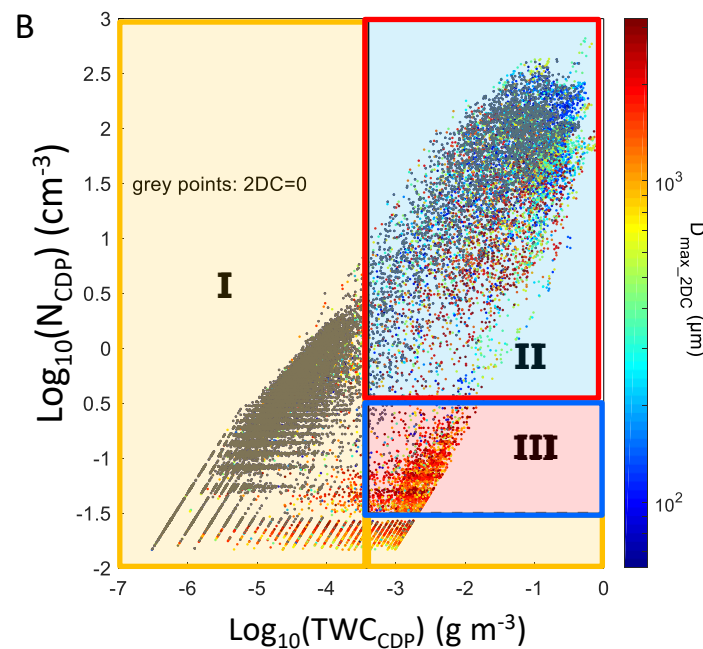 B
3
2.5
2
1.5
1
0.5
0
0.5
-1
-1.5
-2
Log10(NCDP) (cm-3)
grey points: 2DC=0
I
II
III
-7
-6
-5
-4
-3
-2
-1
0
Log10(TWCCDP) (g m-3)
10^3
10^2
Dmax_2DC (μm)